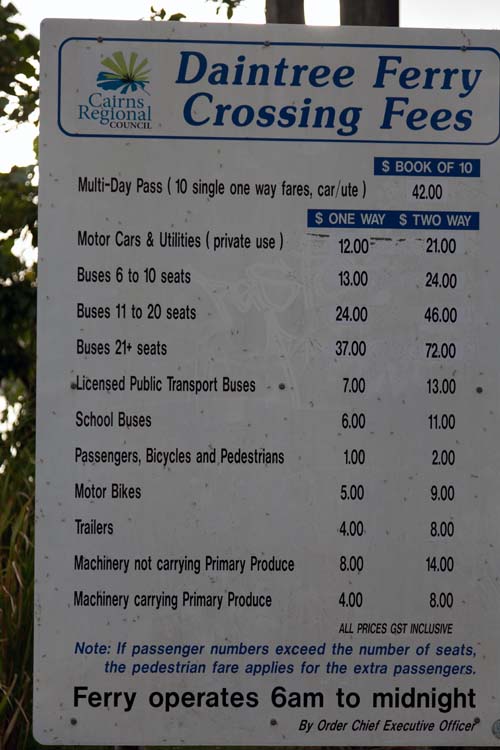 Cairns
Regional
COUNCIL
Daintree Ferry
Crossing Fees
$ BOOK OF 10
Multi-Day Pass ( 10 single one way fares, car/ute ) 42.00
$ ONE WAY $ TWO WAY
Motor Cars & Utilities ( private use ) 12.00 21.00
Buses 6 to 10 seats 13.00 24.00
Buses 11 to 20 seats 24.00 46.00
Buses 21+ seats 37.00 72.00
Licensed Public Transport Buses 7.00 13.00
School Buses 6.00 11.00
Passengers, Bicycles and Pedestrians 1.00 2.00
Motor Bikes 5.00 9.00
Trailers 4.00 8.00
Machinery not carrying Primary Produce 8.00 14.00
Machinery carrying Primary Produce 4.00 8.00
ALL PRICES GST INCLUSIVE
Note: If passenger numbers exceed the number of seats,
the pedestrian fare applies for the extra passengers.
Ferry operates 6am to midnight
By Order Chief Executive Officer